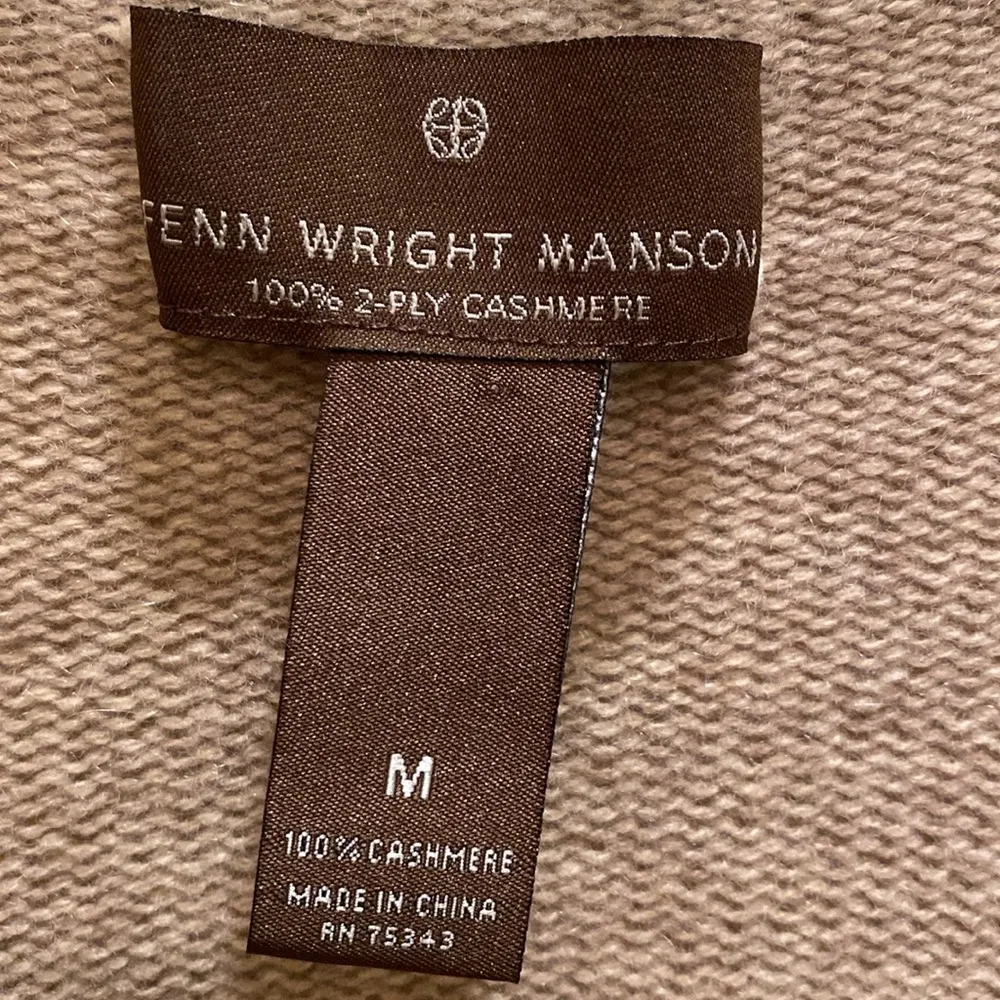 FENN WRIGHT MANSON
100% 2-PLY CASHMERE
M
100% CASHMERE
MADE IN CHINA
RN 75343